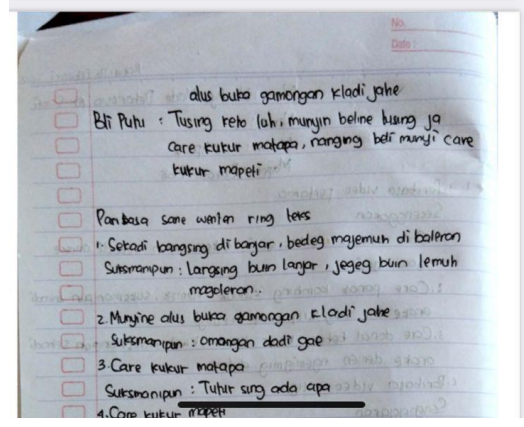 No.
Date:
alus buka gamongan kladi jahe
Bli Putu : Tusing keto luh, munyin beline tusing ja
care kukur matapa, nanging beli munyi care
kukur mapeti
Paribasa sane wenten ring teks
1. Sekadi bangsing di banjar, bedeg majemuh di baleran
Suksmanipun : langsing buin lanjar, jegeg buin lemuh
magoleran..
2. Munyine alus buka gamongan kladi jahe
Suksmanipun : omongan dadi gae
3. Care kukur matapa
Suksmanipun : Tutur sing ada apa
4. Care kukur mapeti